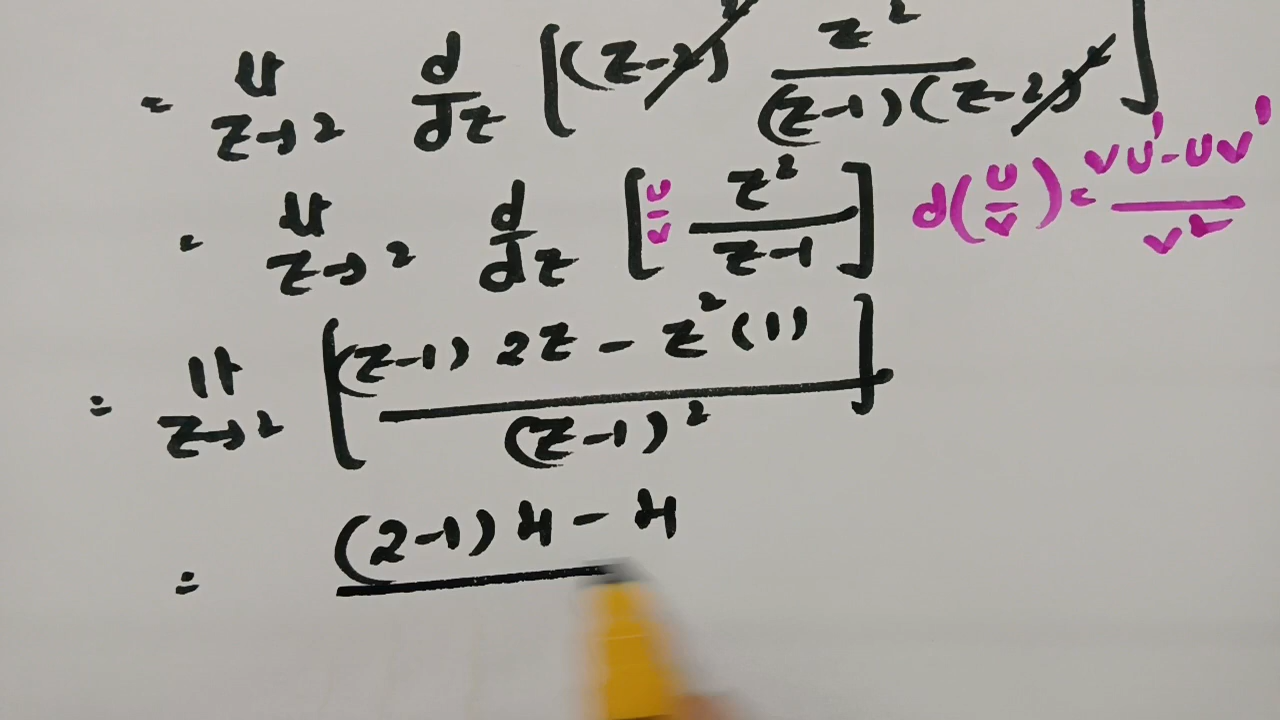 = lt z→2 d/dz [(z-2)² z²/(z-1)(z-2)²]
= lt z→2 d/dz [u/v z²/z-1] d(u/v) = vu'-uv'/v²
= lt z→2 [(z-1) 2z - z²(1)/(z-1)²]
= (2-1)4-4